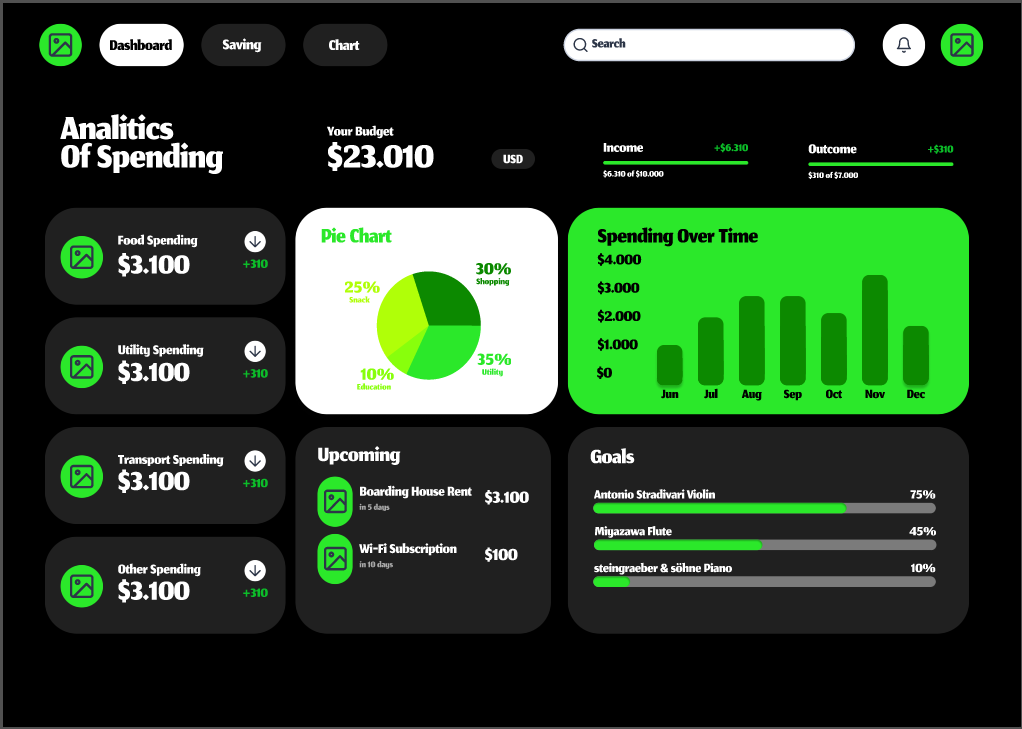 Dashboard
Saving
Chart
Search
Analitics
Of Spending
Your Budget
$23.010
USD
Income
+$6.310
$6.310 of $10.000
Outcome
+$310
$310 of $7.000
Food Spending
$3.100
+310
Utility Spending
$3.100
+310
Transport Spending
$3.100
+310
Other Spending
$3.100
+310
Pie Chart
30%
Shopping
25%
Snack
35%
Utility
10%
Education
Spending Over Time
$4.000
$3.000
$2.000
$1.000
$0
Jun Jul Aug Sep Oct Nov Dec
Upcoming
Boarding House Rent
in 5 days
$3.100
Wi-Fi Subscription
in 10 days
$100
Goals
Antonio Stradivari Violin 75%
Miyazawa Flute 45%
steingraeber & söhne Piano 10%